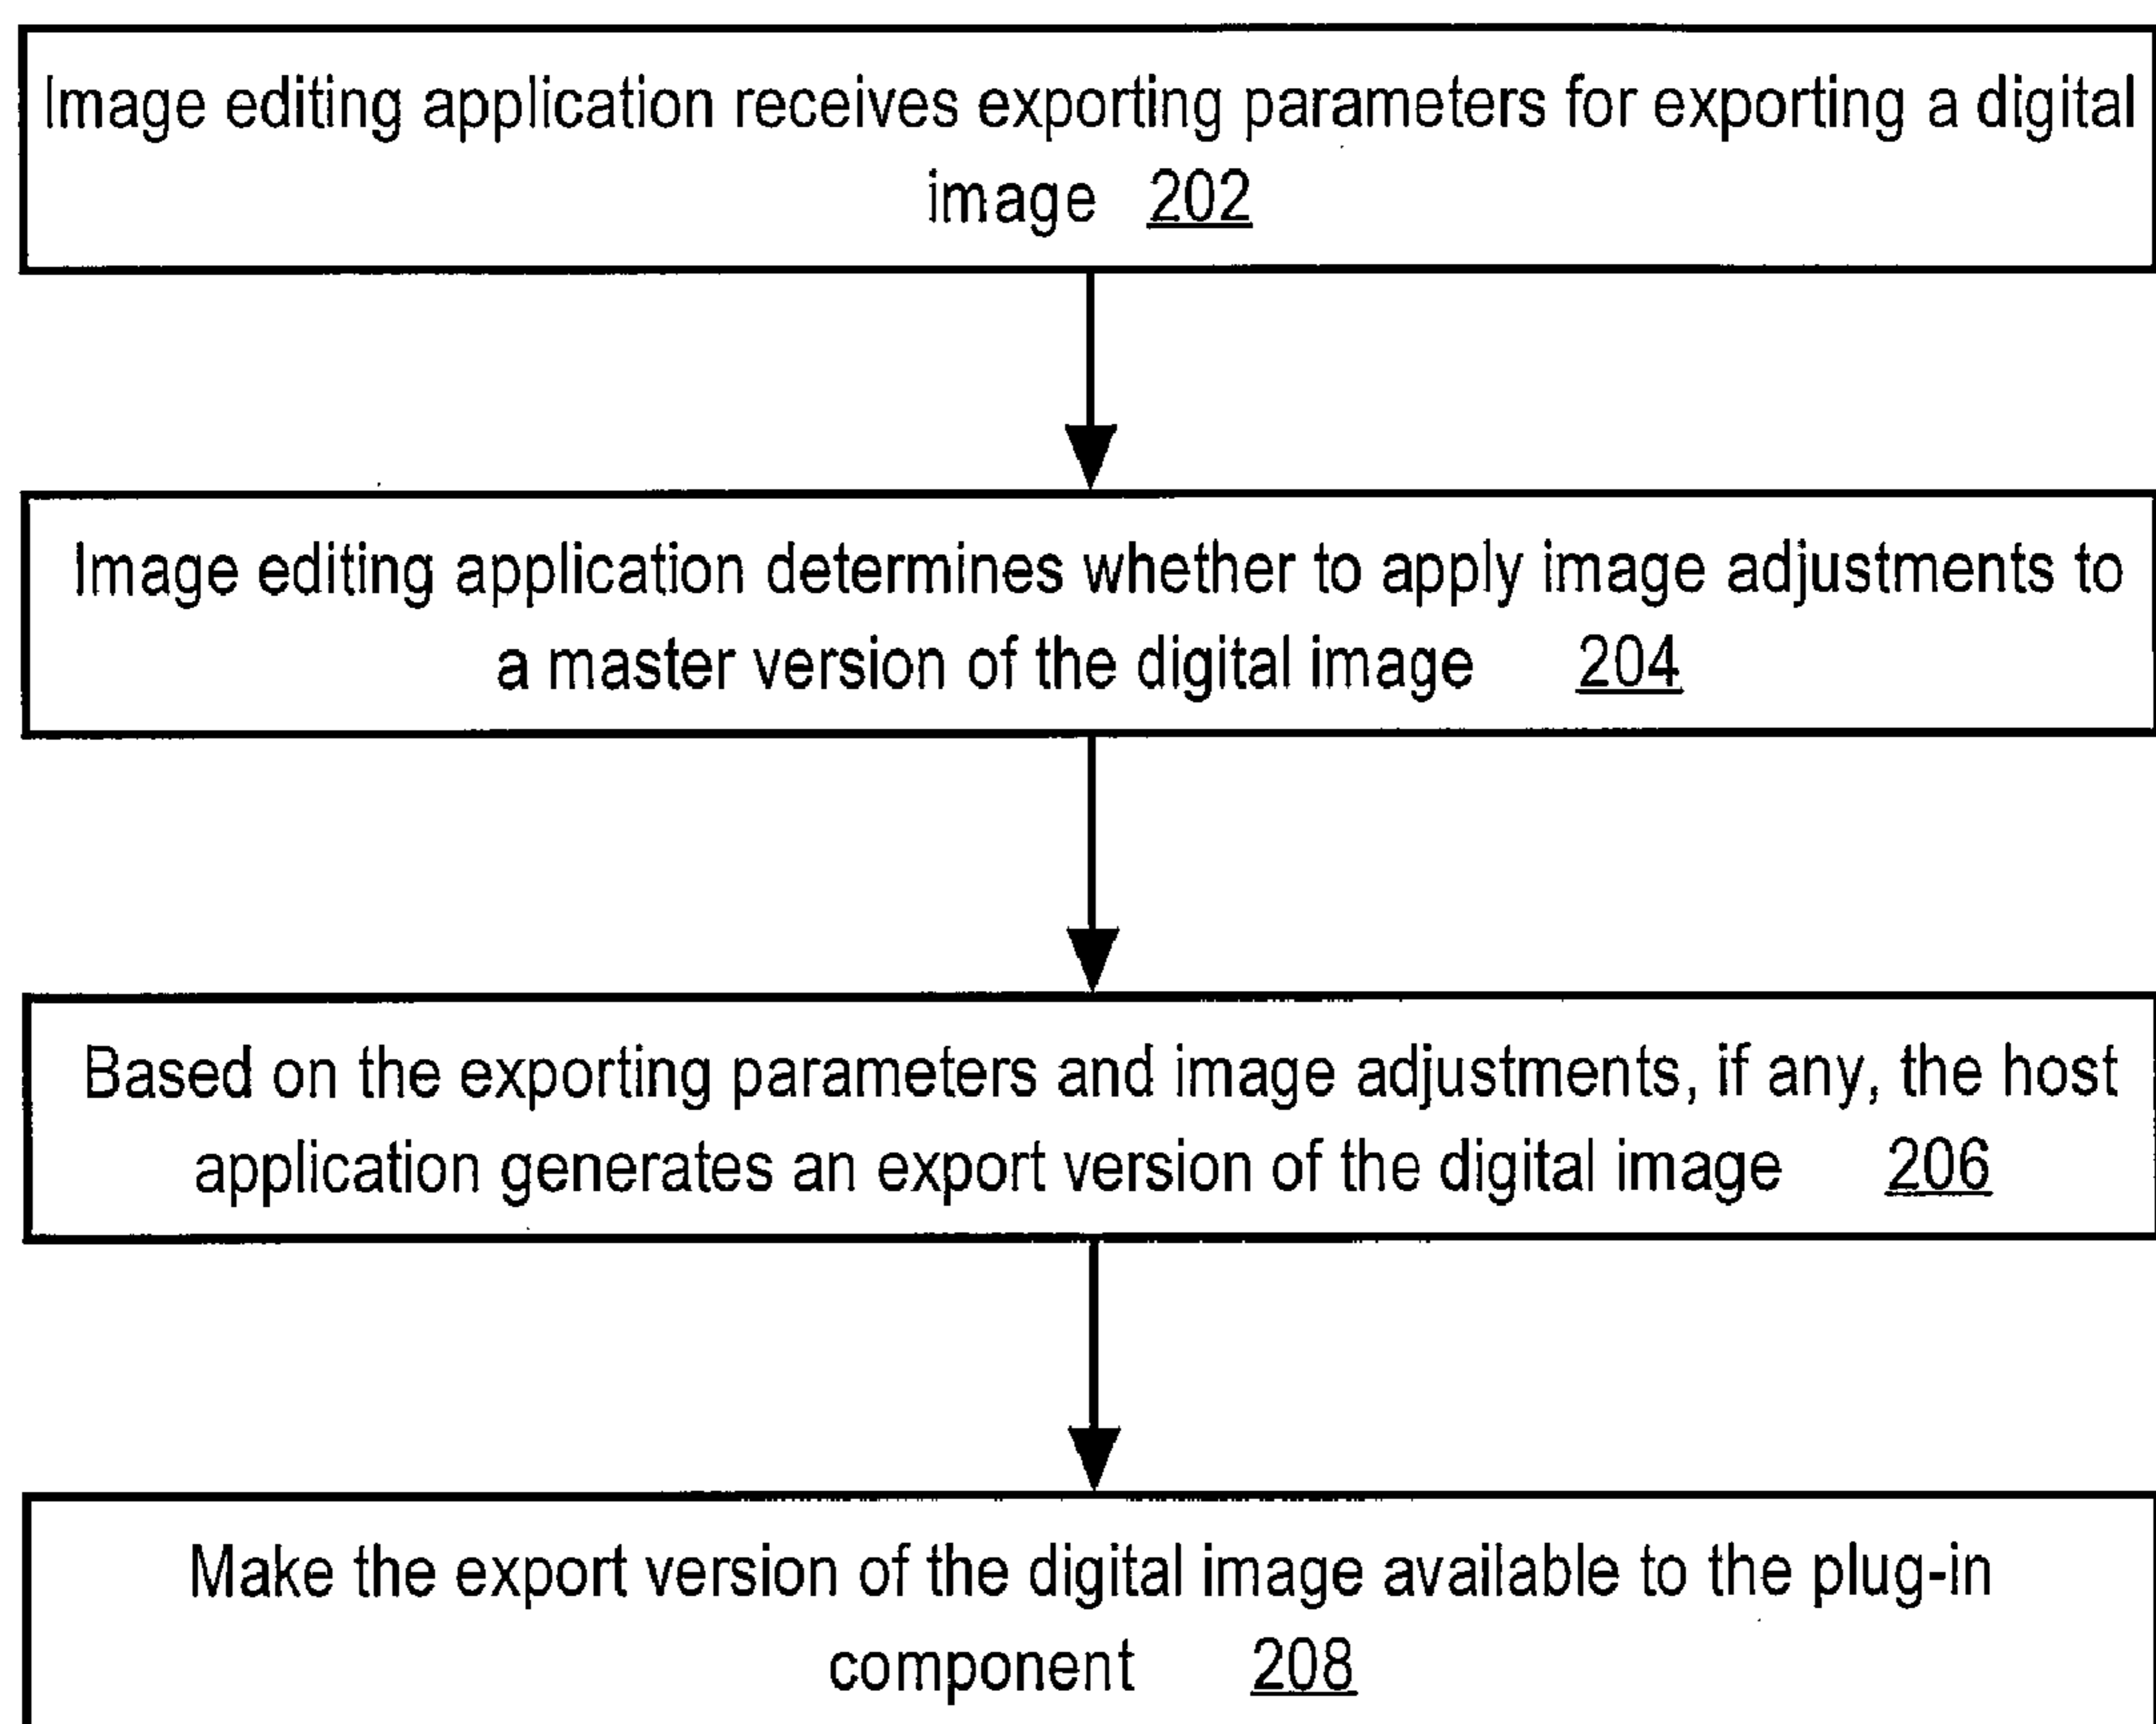 Image editing application receives exporting parameters for exporting a digital
image 202
Image editing application determines whether to apply image adjustments to
a master version of the digital image 204
Based on the exporting parameters and image adjustments, if any, the host
application generates an export version of the digital image 206
Make the export version of the digital image available to the plug-in
component 208